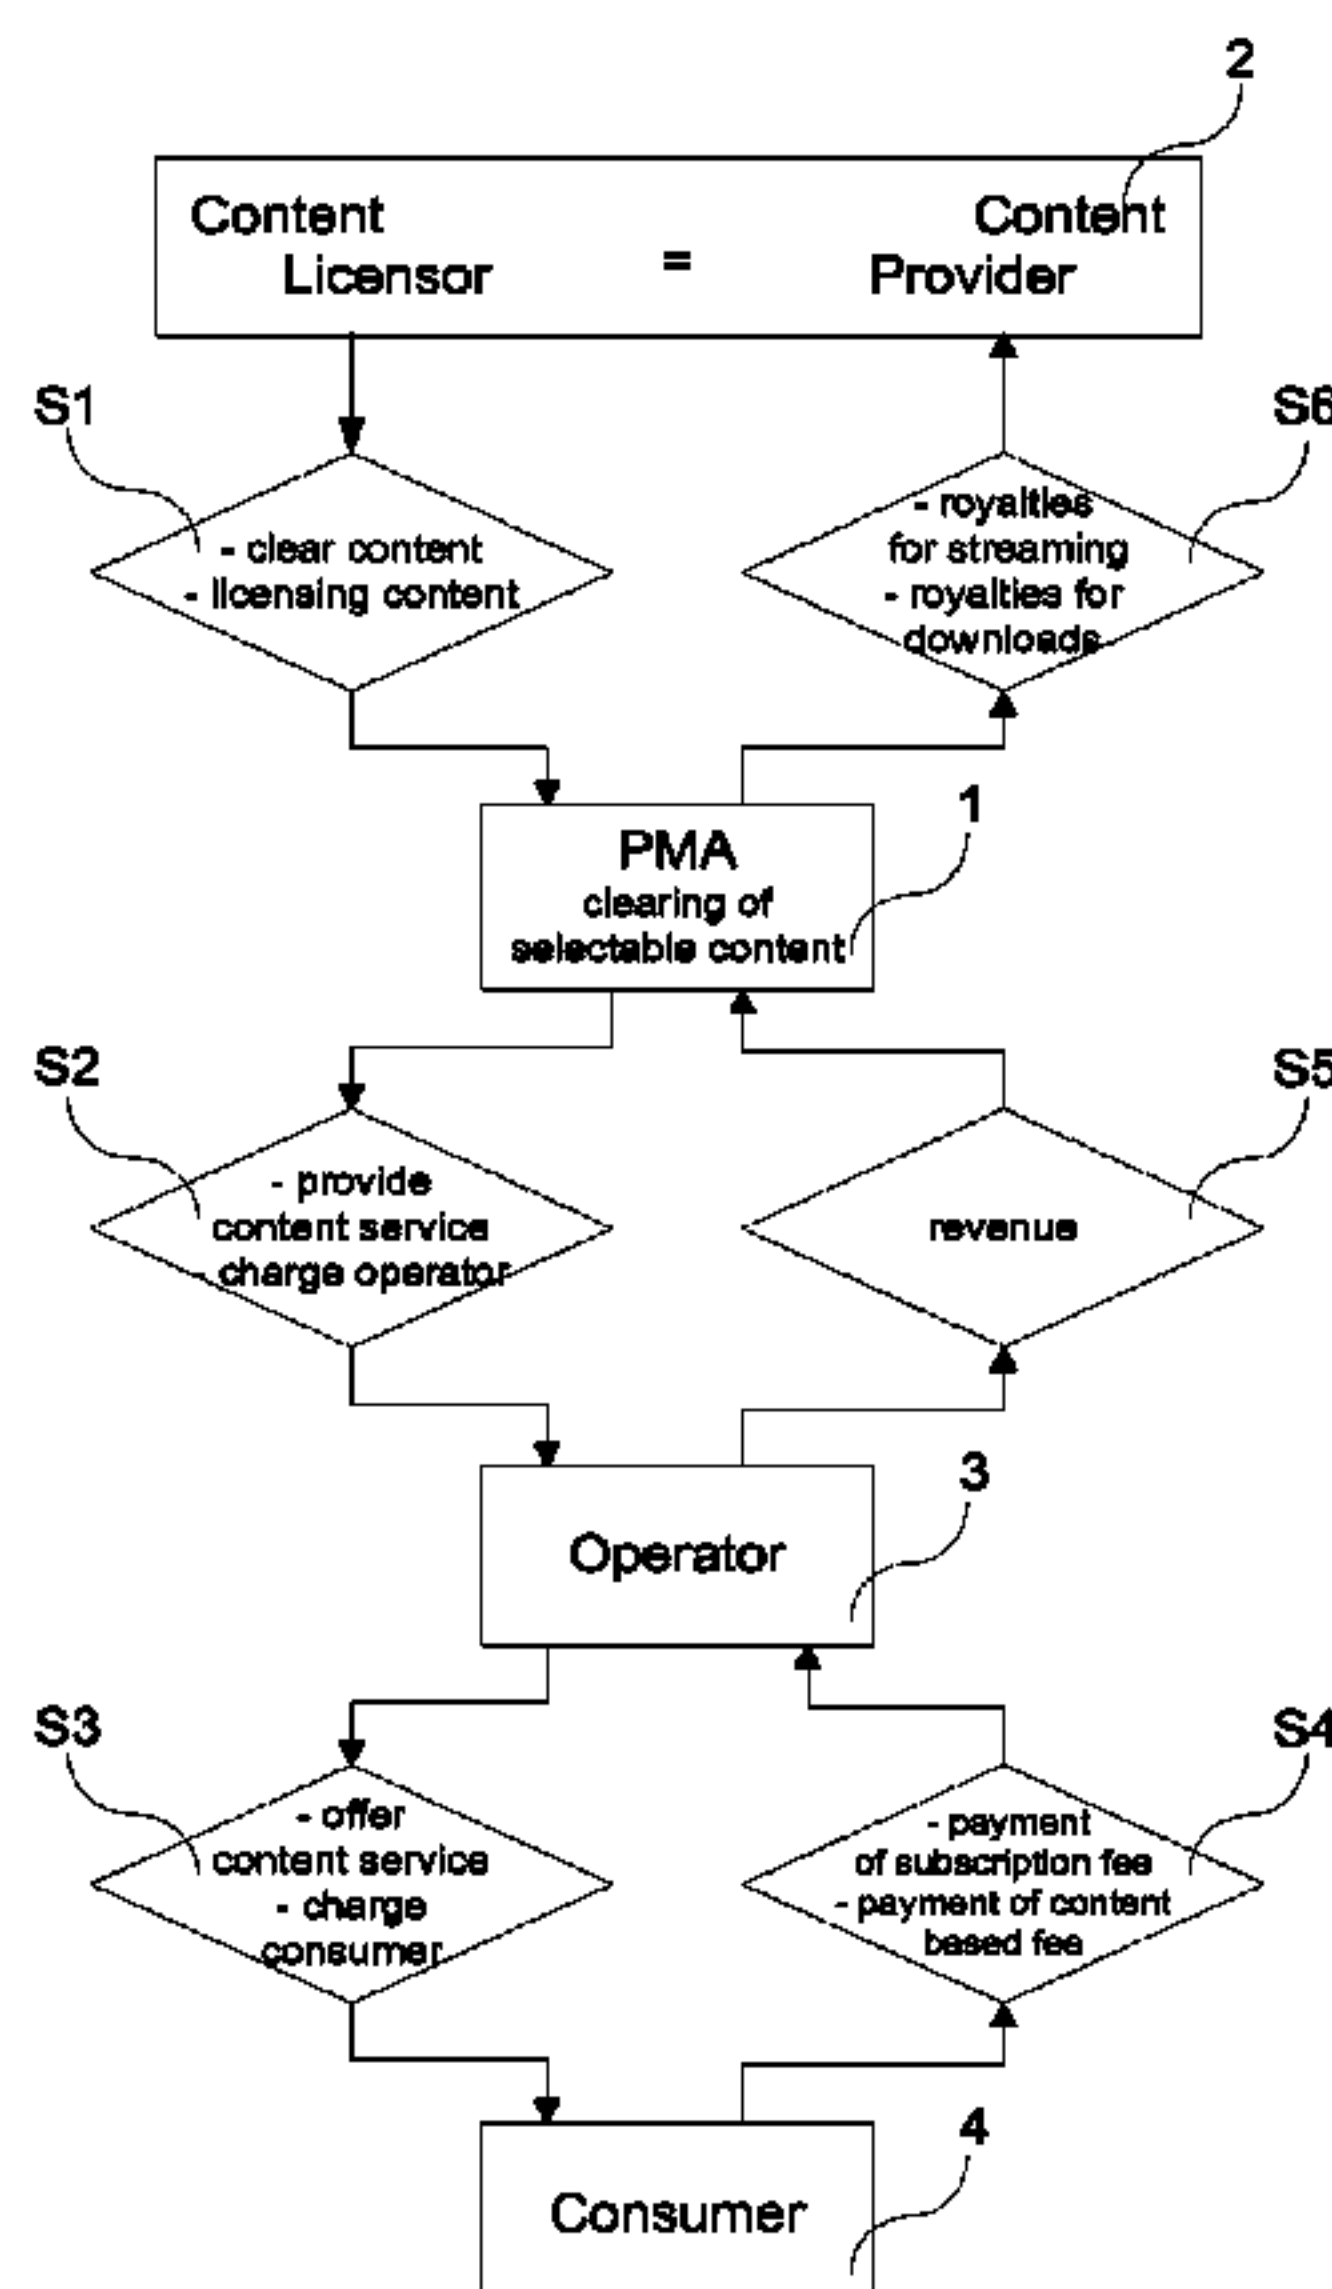 2
Content Content
Licensor = Provider
S1
S6
- clear content
- licensing content
- royalties
for streaming
- royalties for
downloads
1
PMA
clearing of
selectable content
S2
S5
- provide
content service
- charge operator
revenue
3
Operator
S3
S4
- offer
content service
- charge
consumer
- payment
of subscription fee
- payment of content
based fee
4
Consumer